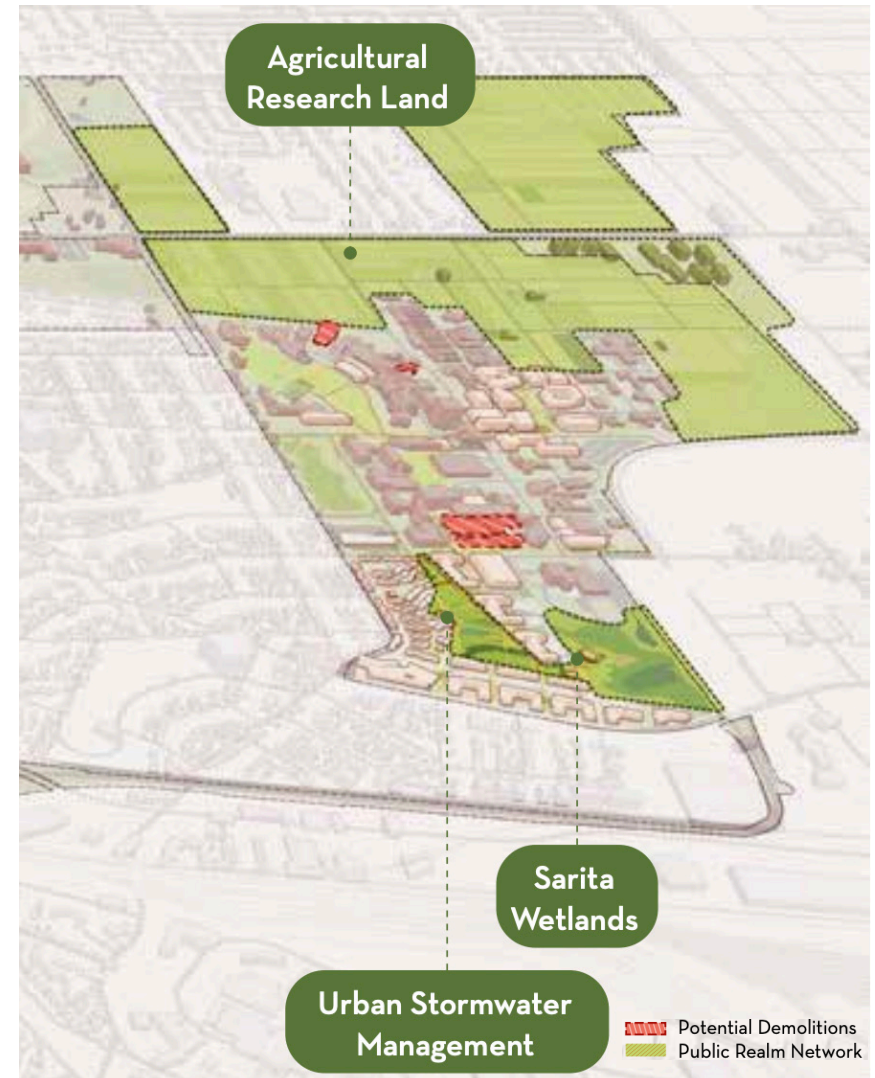 Agricultural
Research Land
Sarita
Wetlands
Urban Stormwater
Management
Potential Demolitions
Public Realm Network